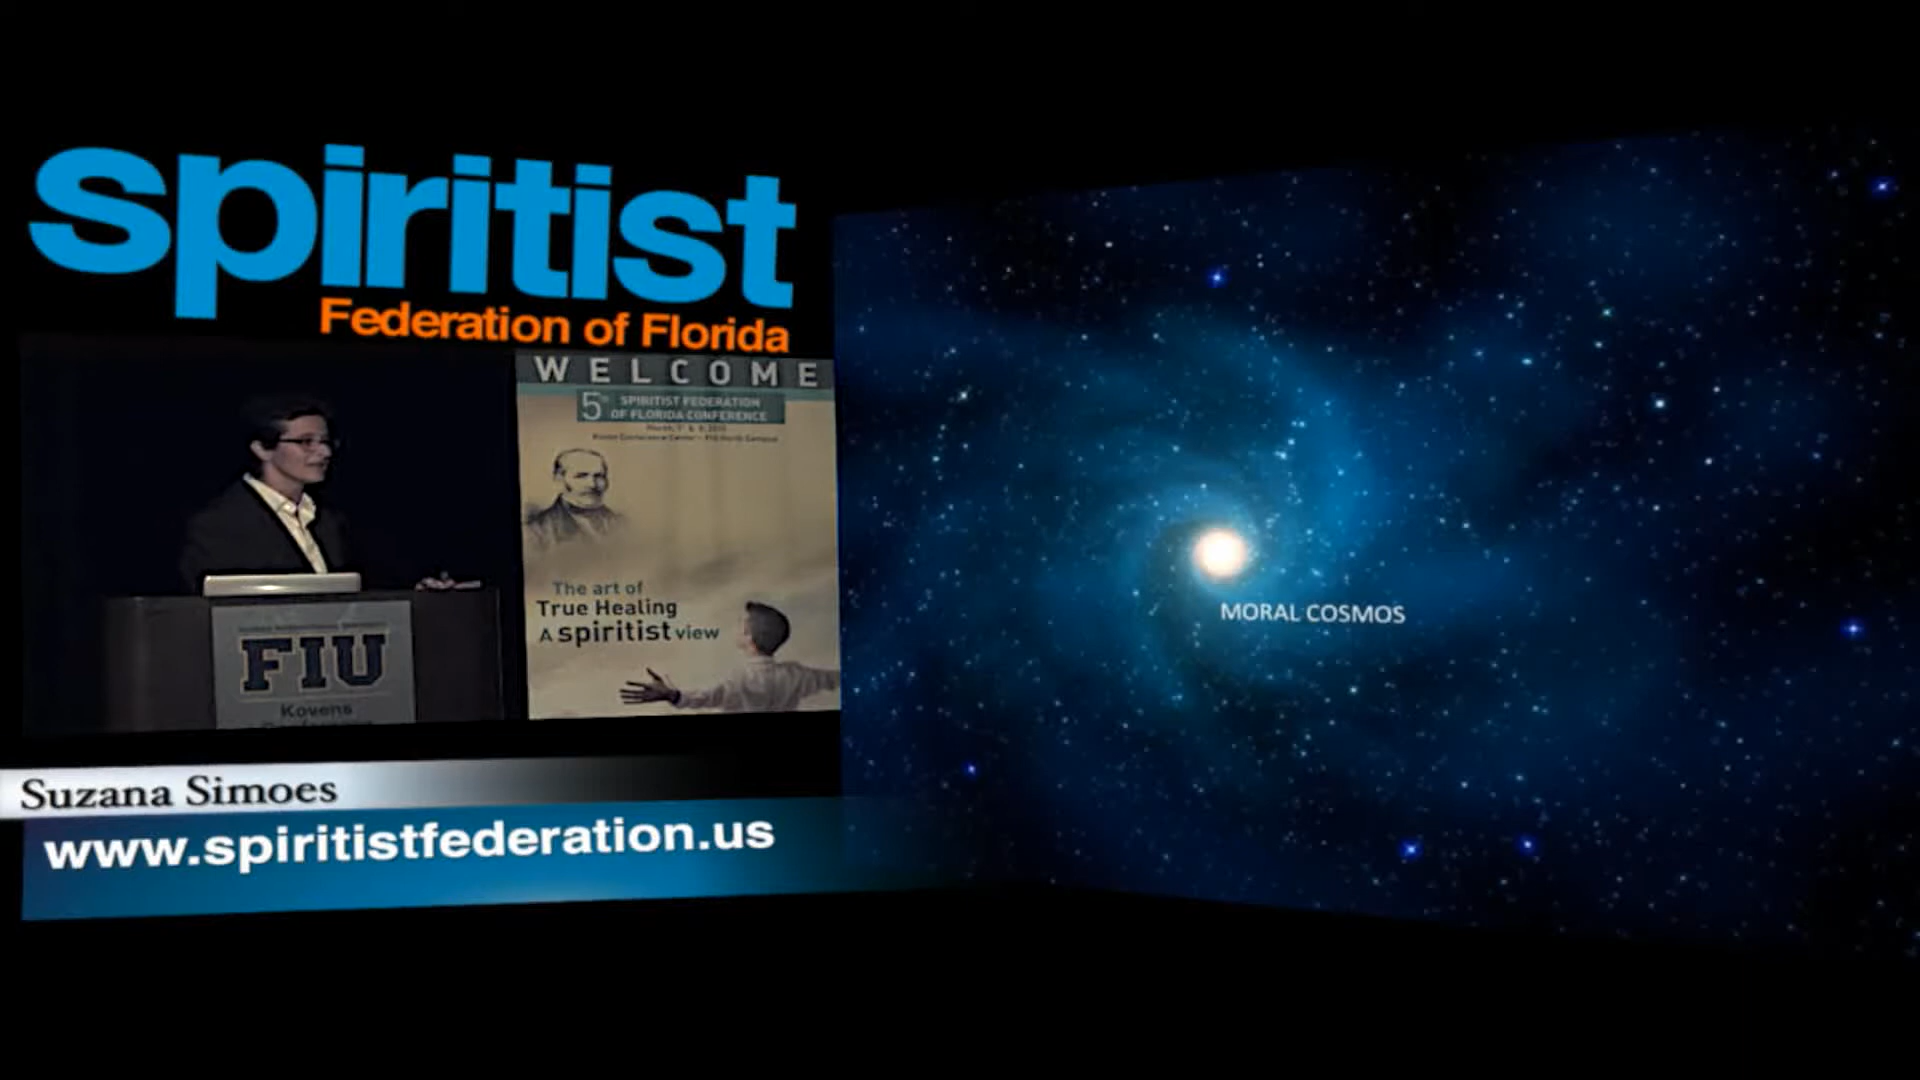 spiritist
Federation of Florida
WELCOME
5TH SPIRITIST FEDERATION
OF FLORIDA CONFERENCE
The art of
True Healing
A spiritist view
FIU
Kovens
MORAL COSMOS
Suzana Simoes
www.spiritistfederation.us